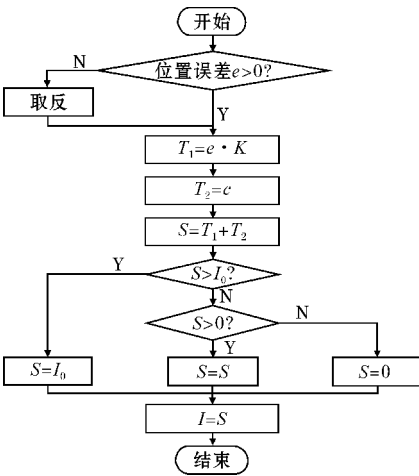 开始
位置误差e>0?
N
取反
Y
T₁=e·K
T₂=c
S=T₁+T₂
Y
S>I₀?
N
S>0?
N
Y
S=I₀
S=S
S=0
I=S
结束